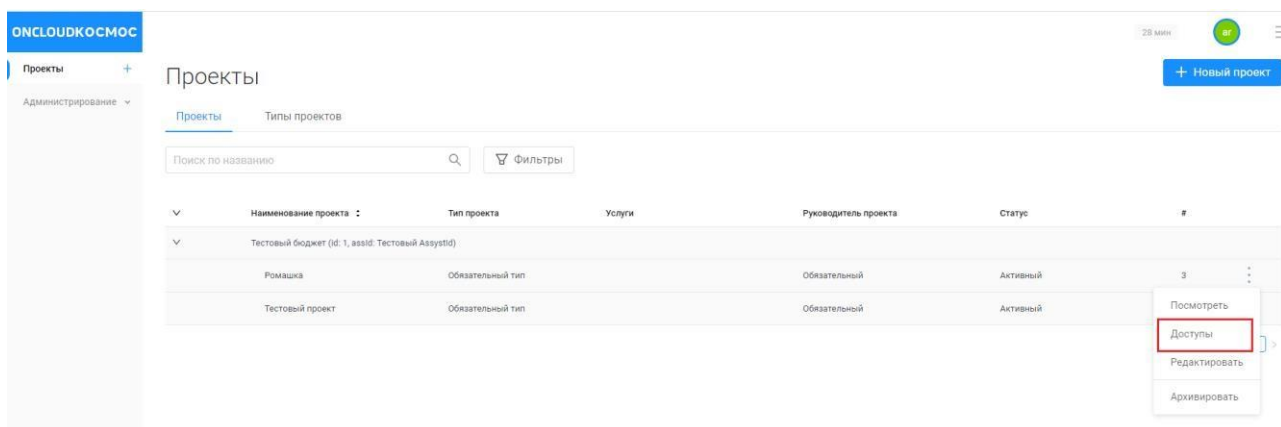 ONCLOUDКОСМОС
28 мин
ar
Проекты +
Администрирование
Проекты
+ Новый проект
Проекты Типы проектов
Поиск по названию Фильтры
Наименование проекта Тип проекта Услуги Руководитель проекта Статус #
Тестовый бюджет (id: 1, assid: Тестовый AssystId)
Ромашка Обязательный тип Обязательный Активный 3
Тестовый проект Обязательный тип Обязательный Активный
Посмотреть
Доступы
Редактировать
Архивировать